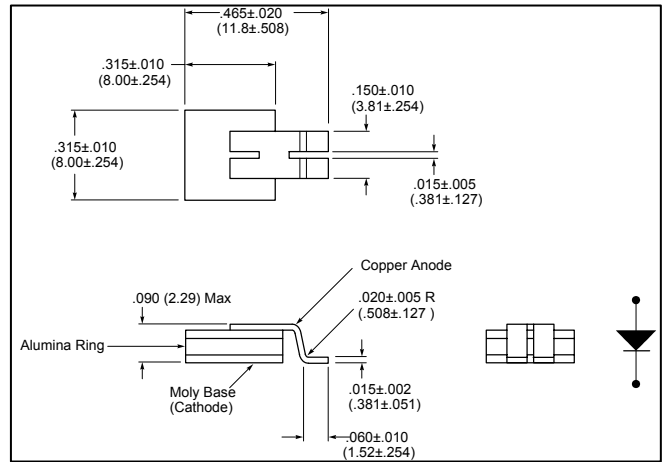 .465±.020
(11.8±.508)
.315±.010
(8.00±.254)
.150±.010
(3.81±.254)
.315±.010
(8.00±.254)
.015±.005
(.381±.127)
Copper Anode
.090 (2.29) Max
.020±.005 R
(.508±.127 )
Alumina Ring
Moly Base
(Cathode)
.015±.002
(.381±.051)
.060±.010
(1.52±.254)